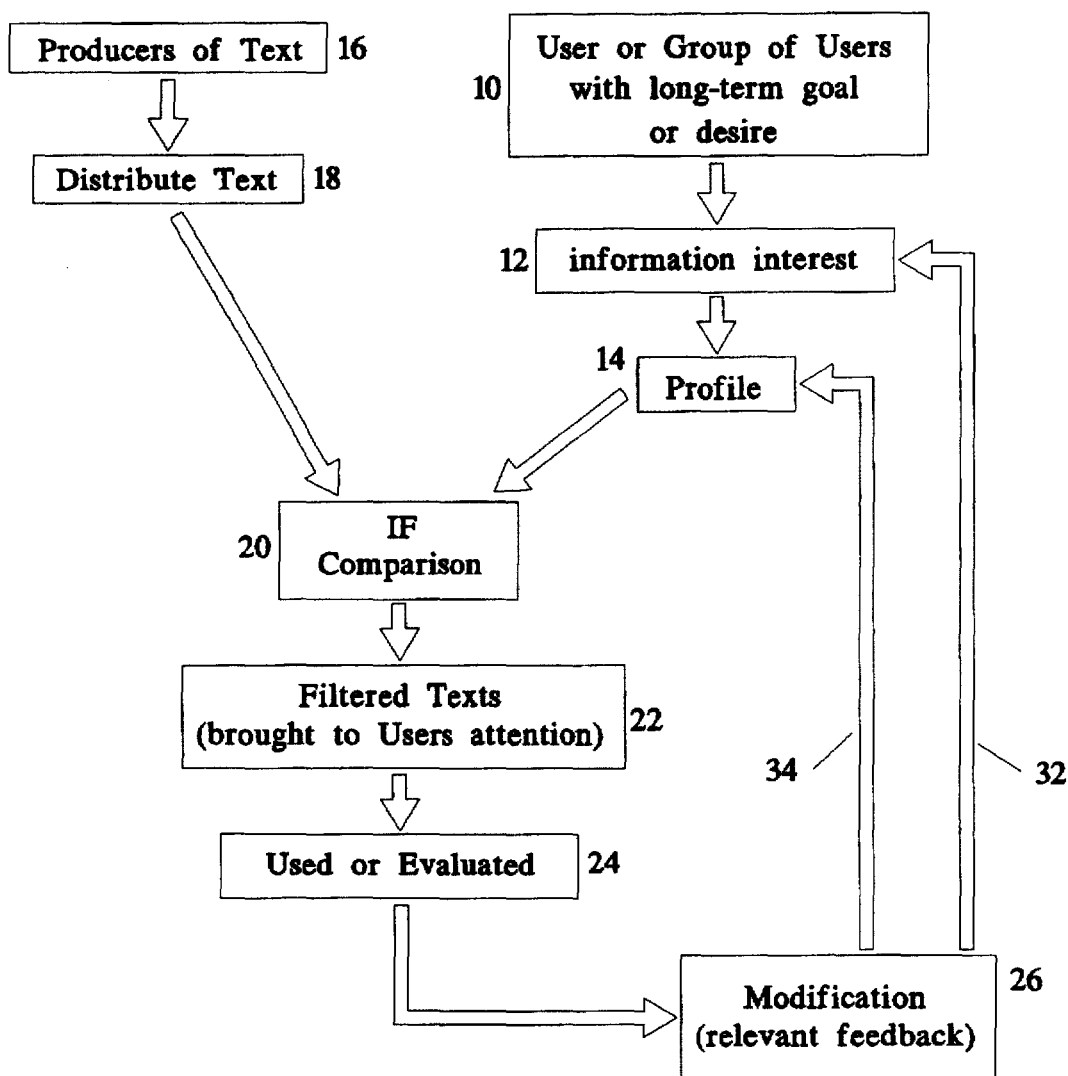 Producers of Text 16
Distribute Text 18
10 User or Group of Users
with long-term goal
or desire
12 information interest
14 Profile
20 IF
Comparison
Filtered Texts
(brought to Users attention) 22
Used or Evaluated 24
34
32
26
Modification
(relevant feedback)